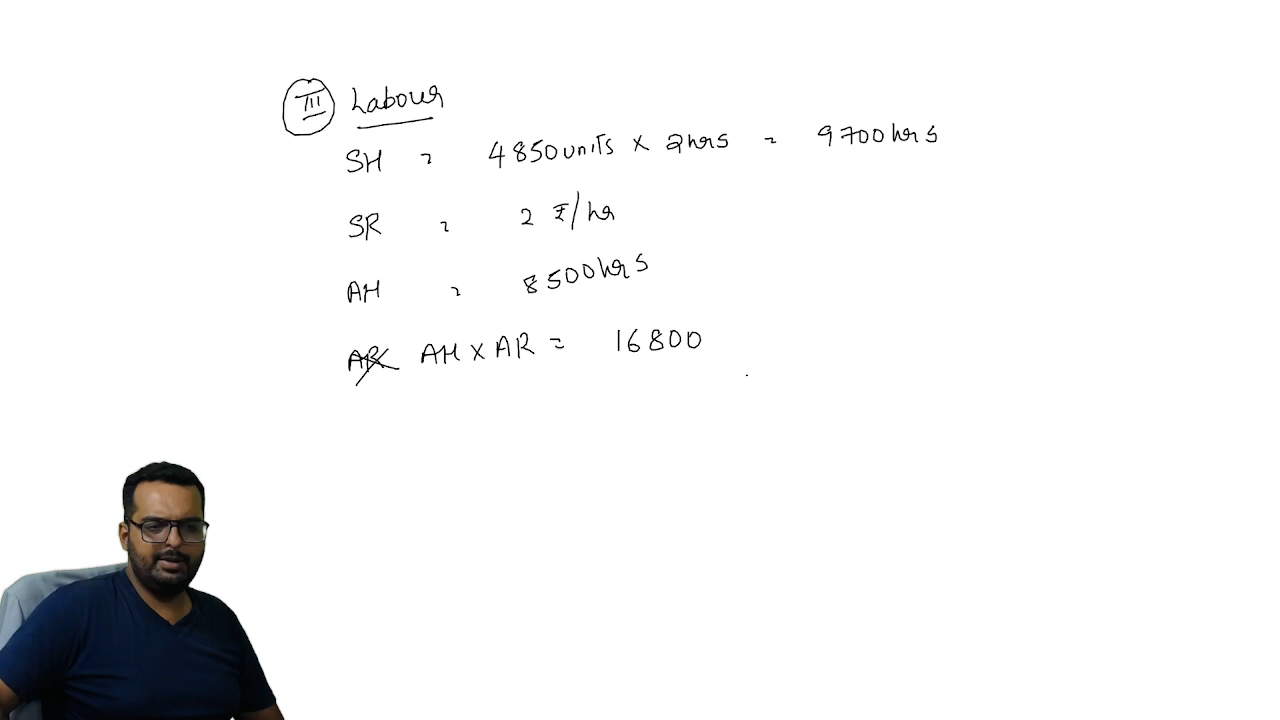 III Labour
SH = 4850units × 2hrs = 9700hrs
SR = 2 ₹/hr
AH = 8500hrs
AR AH × AR = 16800